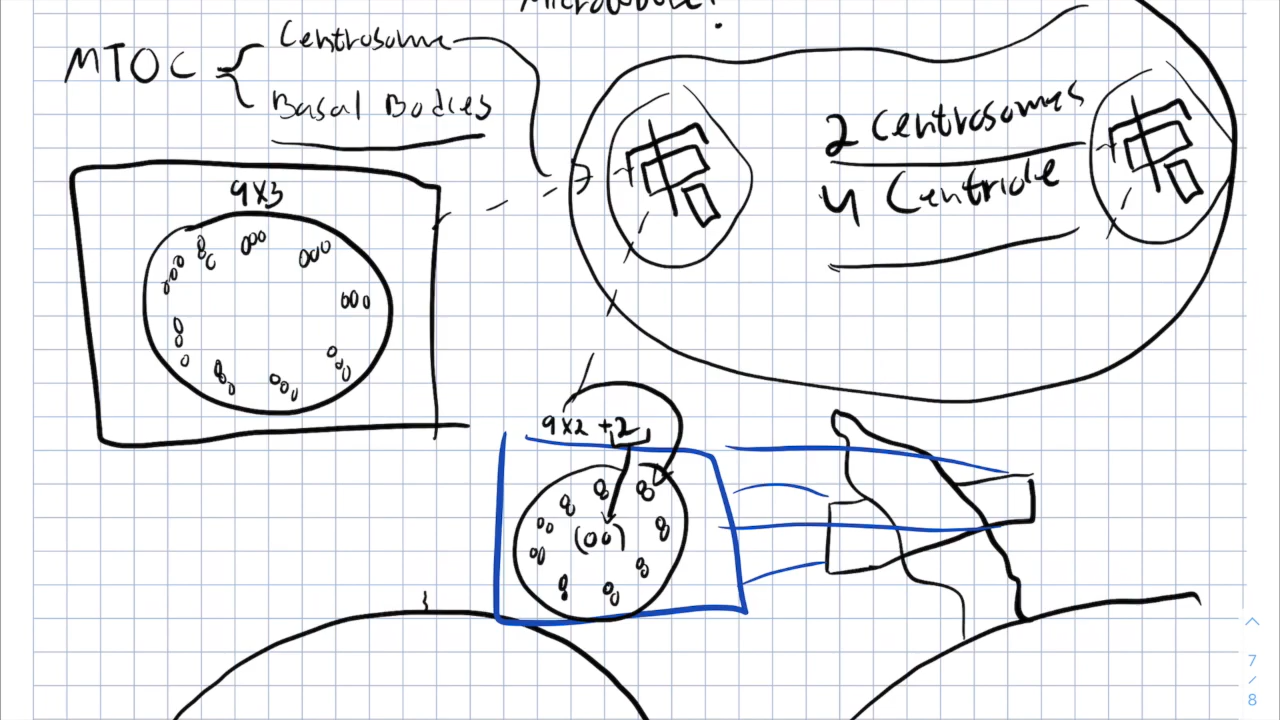 MTOC
Centrosome
Basal Bodies
9x3
2 Centrosomes
4 Centriole
9x2 +2
7
/
8